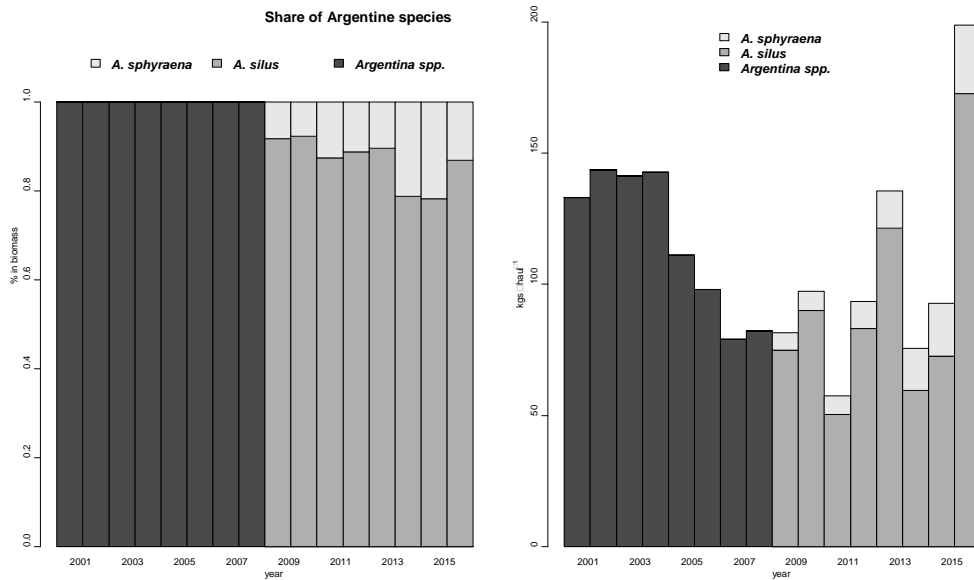 Share of Argentine species
A. sphyraena A. silus Argentina spp.
% in biomass
1.0
0.8
0.6
0.4
0.2
0.0
2001 2003 2005 2007 2009 2011 2013 2015
year
A. sphyraena
A. silus
Argentina spp.
kgs haul
200
150
100
50
0
2001 2003 2005 2007 2009 2011 2013 2015
year